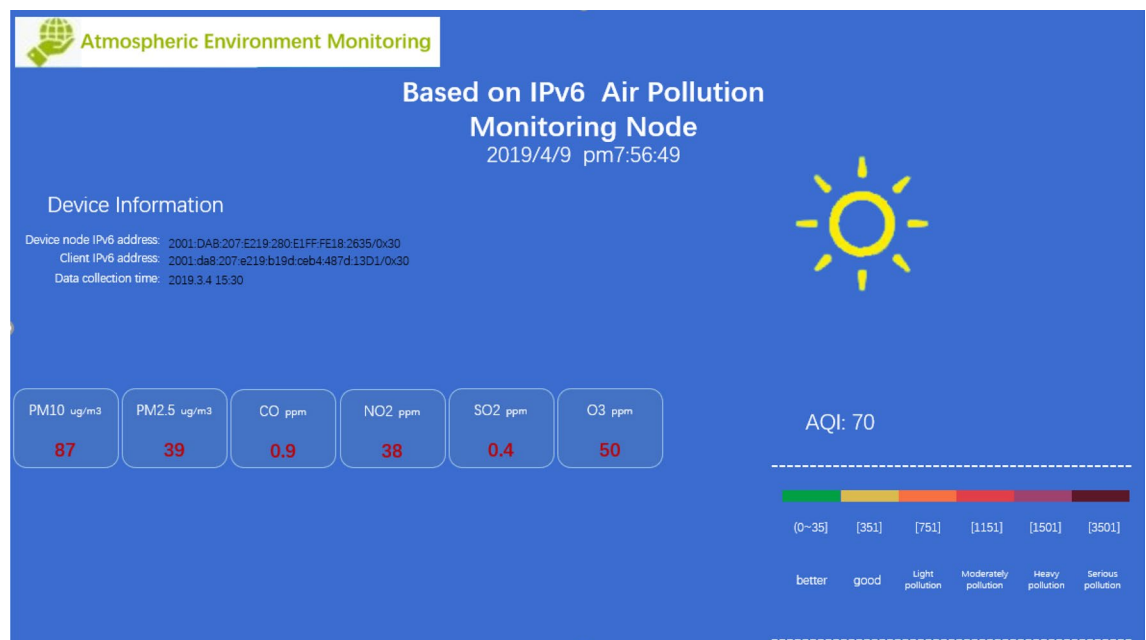 Atmospheric Environment Monitoring
Based on IPv6 Air Pollution
Monitoring Node
2019/4/9 pm7:56:49
Device Information
Device node IPv6 address: 2001:DAB:207:E219:280:E1FF:FE18:2635/0x30
Client IPv6 address: 2001:da8:207:e219:b19d:ceb4:487d:13D1/0x30
Data collection time: 2019.3.4 15:30
PM10 ug/m3 PM2.5 ug/m3 CO ppm NO2 ppm SO2 ppm O3 ppm
87 39 0.9 38 0.4 50
AQI: 70
(0~35] [351] [751] [1151] [1501] [3501]
better good Light pollution Moderately pollution Heavy pollution Serious pollution